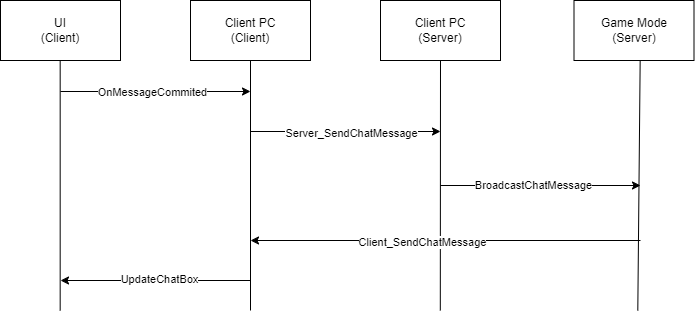 UI
(Client)
Client PC
(Client)
Client PC
(Server)
Game Mode
(Server)
OnMessageCommited
Server_SendChatMessage
BroadcastChatMessage
Client_SendChatMessage
UpdateChatBox